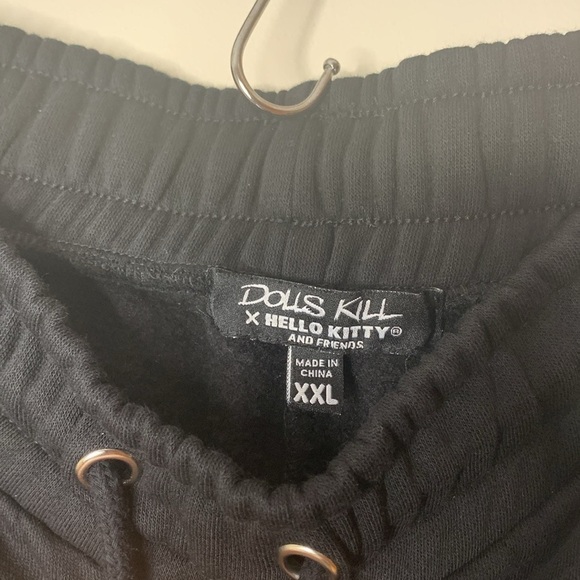 DOLLS KILL
X HELLO KITTY®
AND FRIENDS
MADE IN
CHINA
XXL